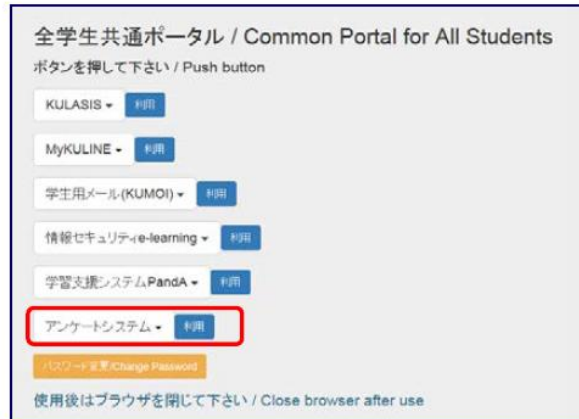 全学生共通ポータル / Common Portal for All Students
ボタンを押して下さい / Push button
KULASIS 利用
MyKULINE 利用
学生用メール(KUMOI) 利用
情報セキュリティe-learning 利用
学習支援システムPandA 利用
アンケートシステム 利用
パスワード変更/Change Password
使用後はブラウザを閉じて下さい / Close browser after use